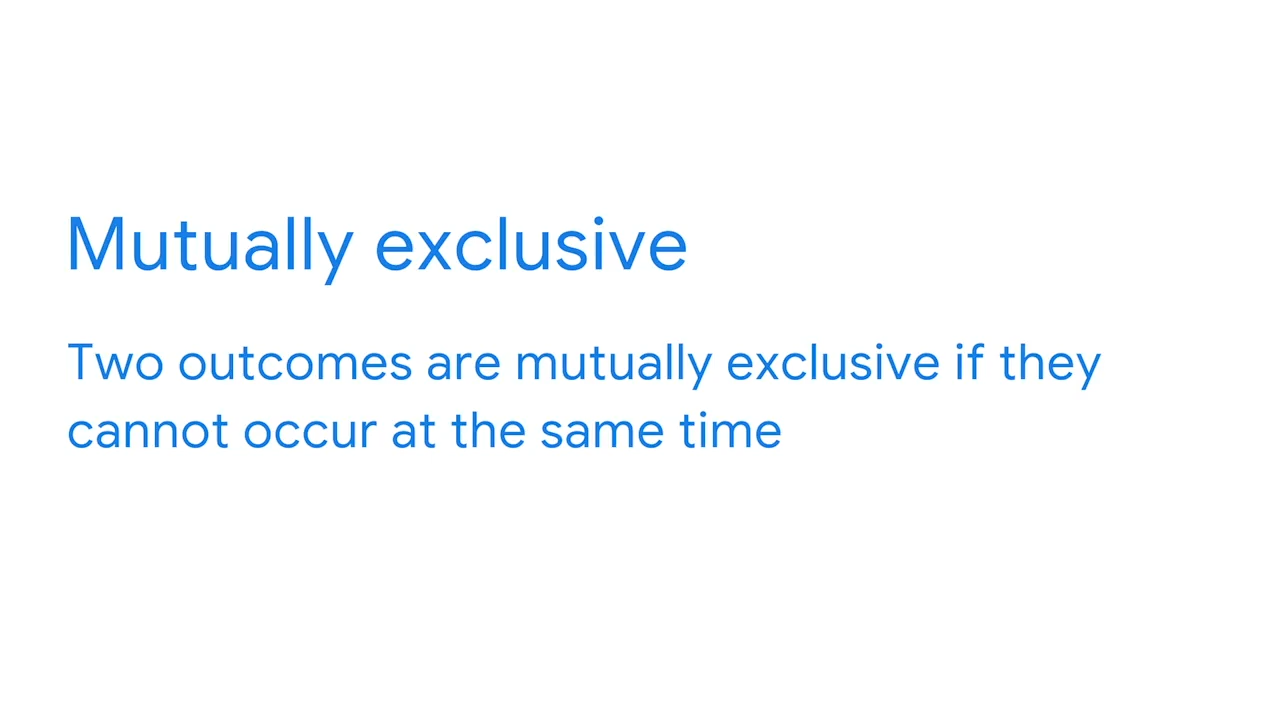 Mutually exclusive
Two outcomes are mutually exclusive if they
cannot occur at the same time